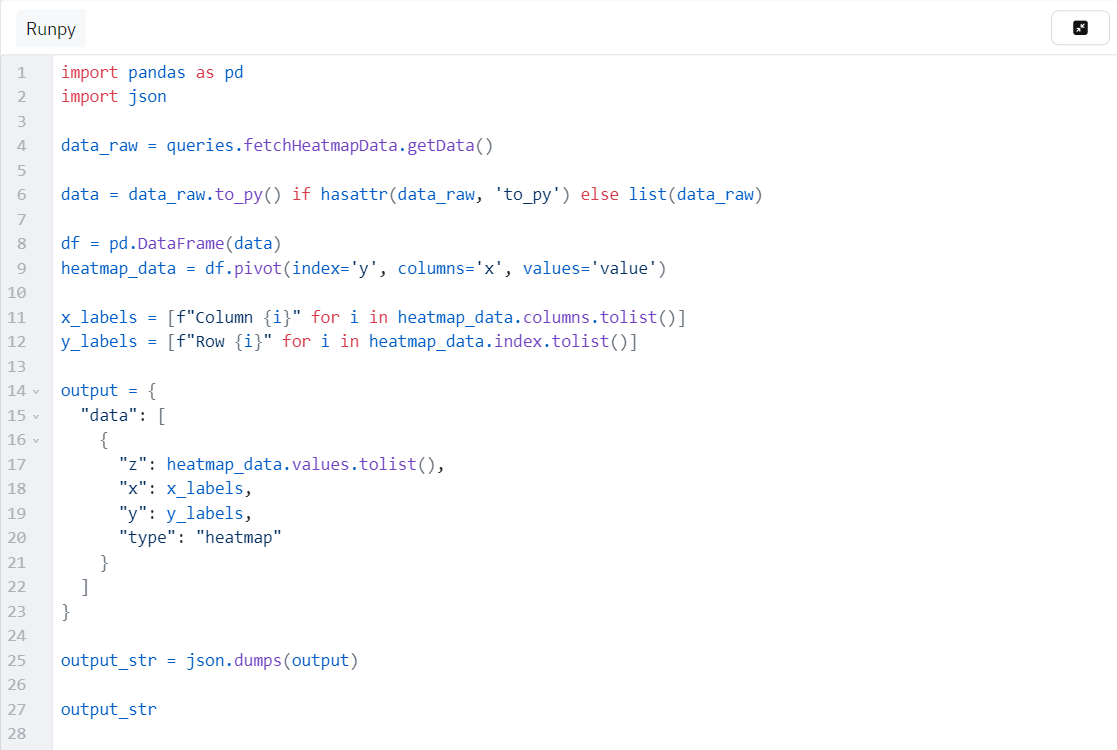 Runpy
1 import pandas as pd
2 import json
3
4 data_raw = queries.fetchHeatmapData.getData()
5
6 data = data_raw.to_py() if hasattr(data_raw, 'to_py') else list(data_raw)
7
8 df = pd.DataFrame(data)
9 heatmap_data = df.pivot(index='y', columns='x', values='value')
10
11 x_labels = [f"Column {i}" for i in heatmap_data.columns.tolist()]
12 y_labels = [f"Row {i}" for i in heatmap_data.index.tolist()]
13
14 output = {
15   "data": [
16     {
17       "z": heatmap_data.values.tolist(),
18       "x": x_labels,
19       "y": y_labels,
20       "type": "heatmap"
21     }
22   ]
23 }
24
25 output_str = json.dumps(output)
26
27 output_str
28